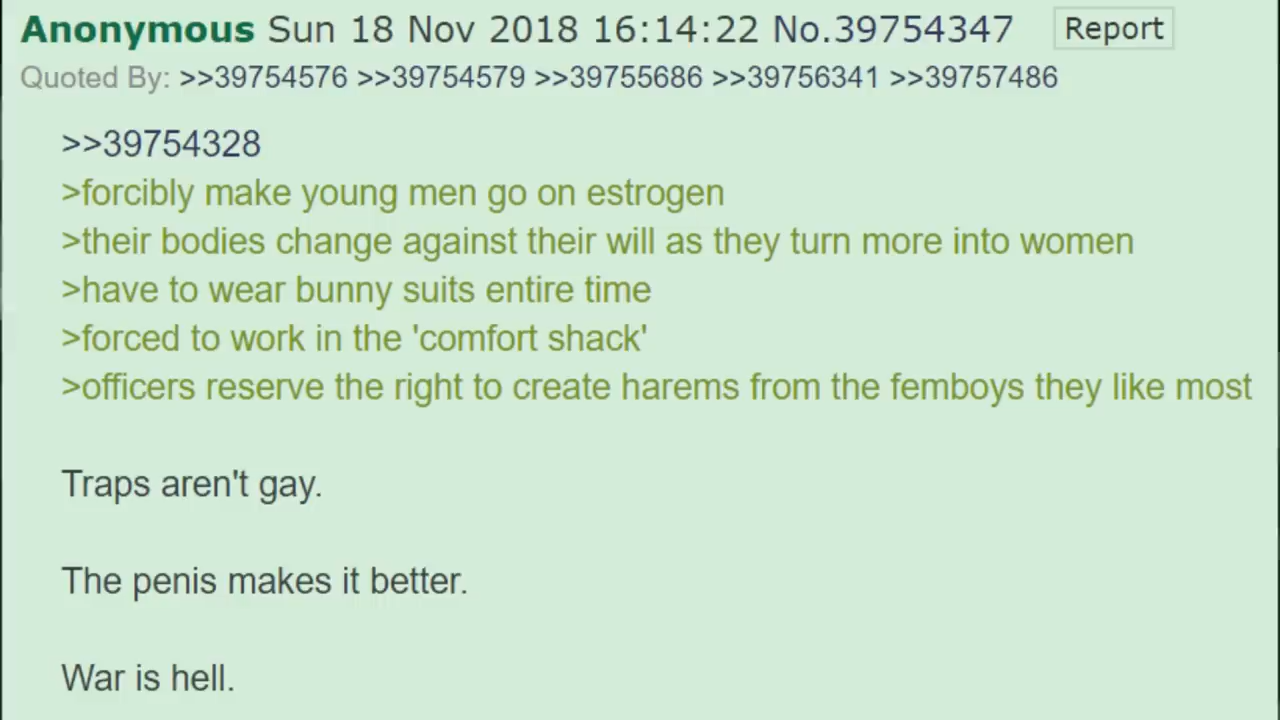 Anonymous Sun 18 Nov 2018 16:14:22 No.39754347 Report
Quoted By: >>39754576 >>39754579 >>39755686 >>39756341 >>39757486
>>39754328
>forcibly make young men go on estrogen
>their bodies change against their will as they turn more into women
>have to wear bunny suits entire time
>forced to work in the 'comfort shack'
>officers reserve the right to create harems from the femboys they like most
Traps aren't gay.
The penis makes it better.
War is hell.